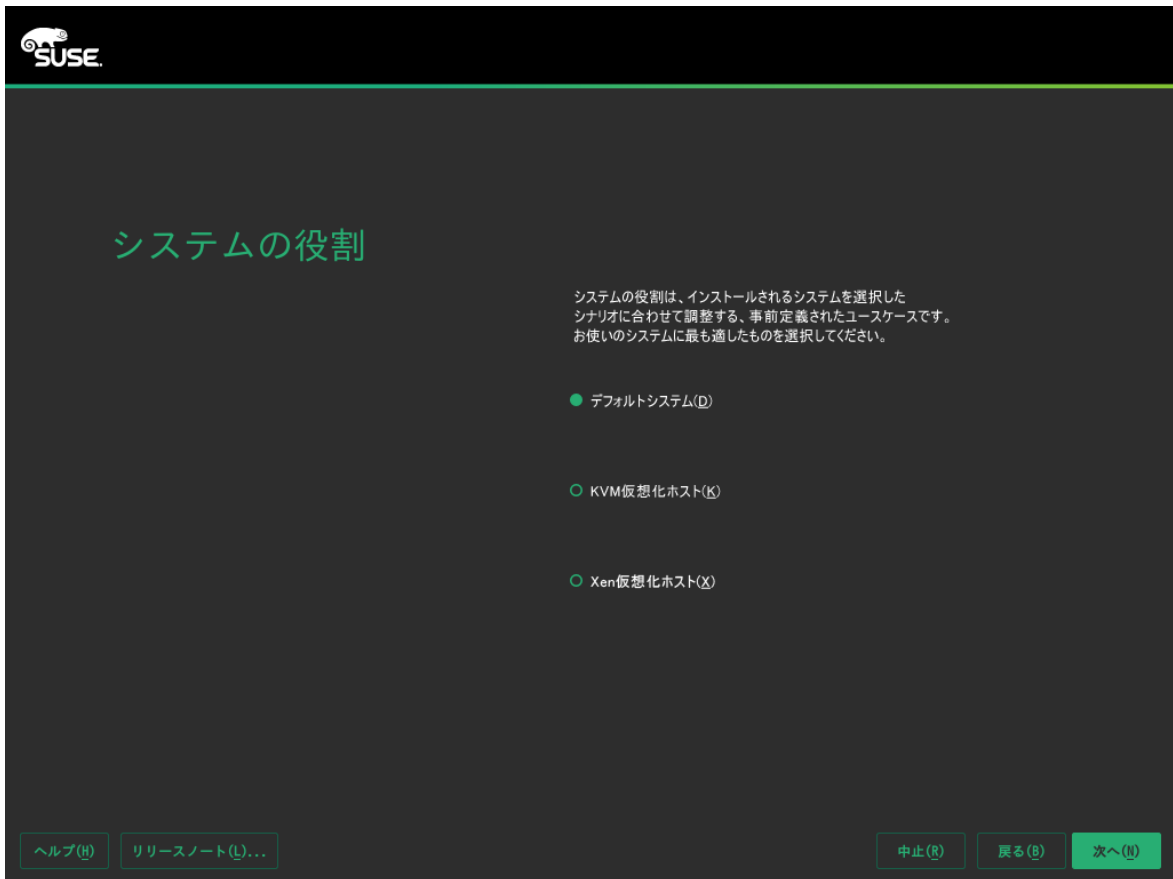 SUSE.
システムの役割
システムの役割は、インストールされるシステムを選択した
シナリオに合わせて調整する、事前定義されたユースケースです。
お使いのシステムに最も適したものを選択してください。
デフォルトシステム(D)
KVM仮想化ホスト(K)
Xen仮想化ホスト(X)
ヘルプ(H) リリースノート(L)... 中止(R) 戻る(B) 次へ(N)